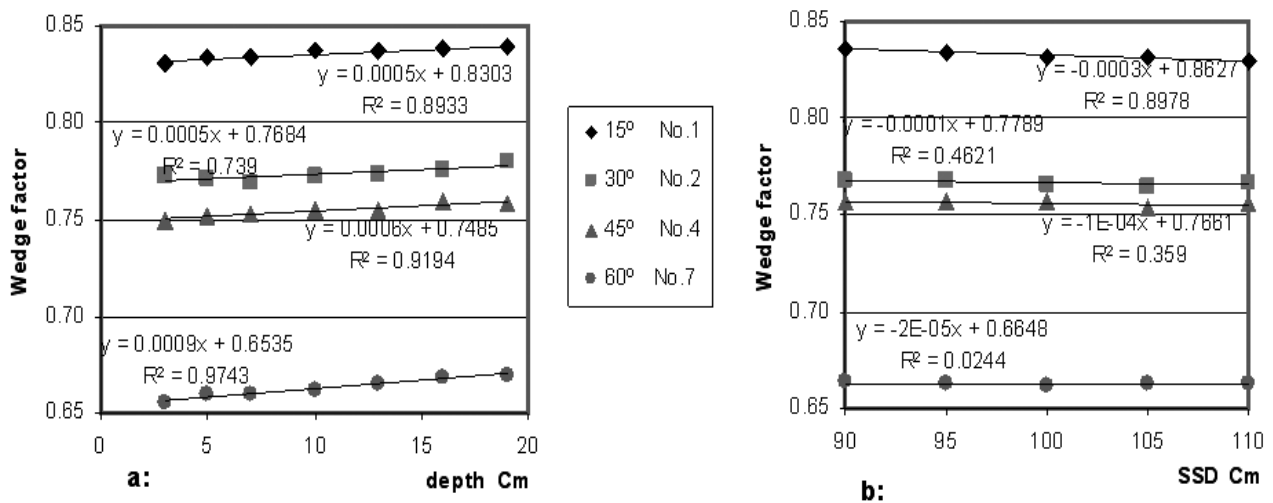 0.85
0.80
0.75
0.70
0.65
Wedge factor
y = 0.0005x + 0.8303
R² = 0.8933
y = 0.0005x + 0.7684
R² = 0.739
y = 0.0006x + 0.7485
R² = 0.9194
y = 0.0009x + 0.6535
R² = 0.9743
0 5 10 15 20
a: depth Cm
15º No.1
30º No.2
45º No.4
60º No.7
0.85
0.80
0.75
0.70
0.65
Wedge factor
y = -0.0003x + 0.8627
R² = 0.8978
y = -0.0001x + 0.7789
R² = 0.4621
y = -1E-04x + 0.7661
R² = 0.359
y = -2E-05x + 0.6648
R² = 0.0244
90 95 100 105 110
b: SSD Cm